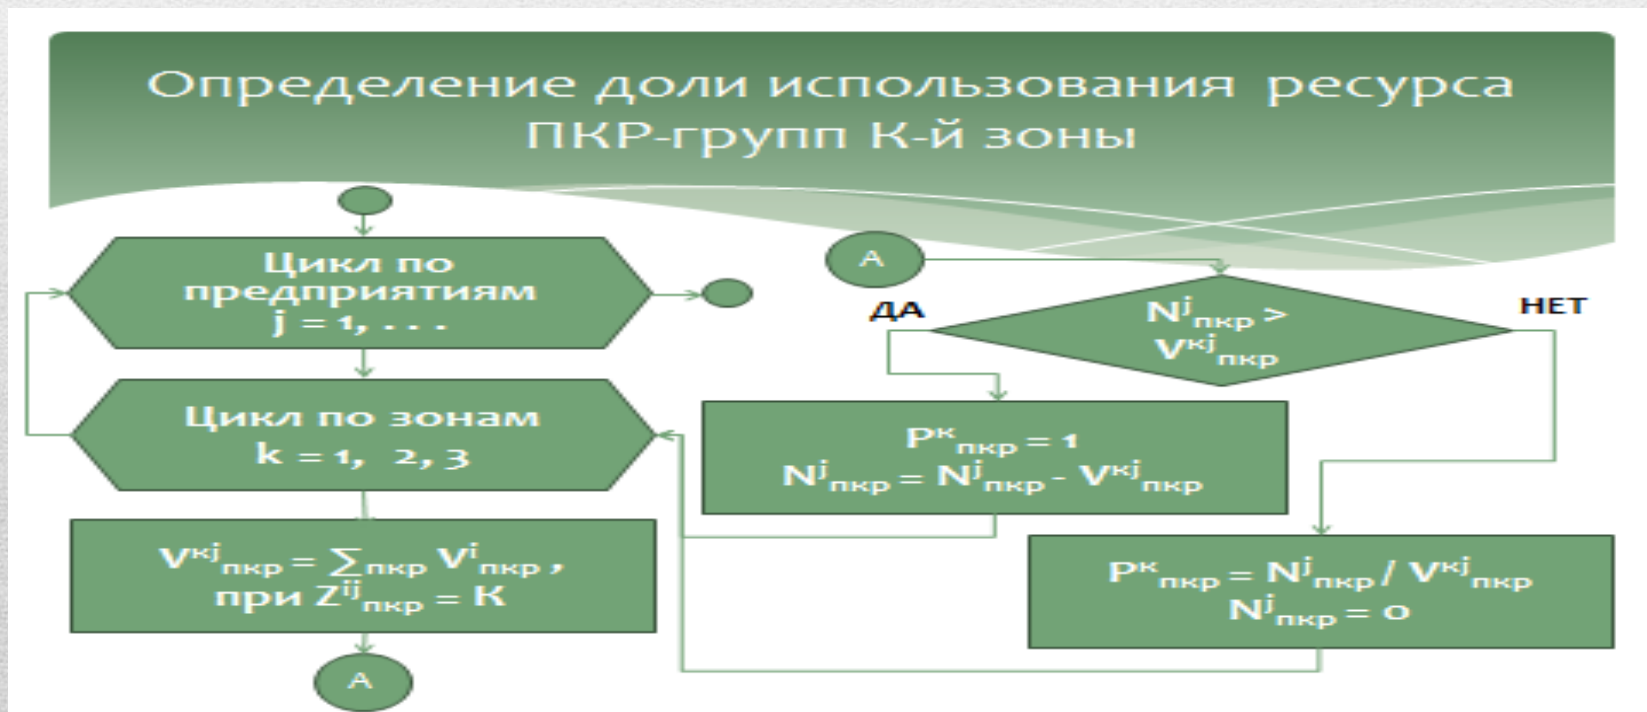 Определение доли использования ресурса
ПКР-групп К-й зоны
Цикл по
предприятиям
j = 1, . . .
Цикл по зонам
k = 1, 2, 3
Vᴷʲпкр = ∑пкр Vⁱпкр ,
при Zⁱʲпкр = К
А
А
Nʲпкр >
Vᴷʲпкр
ДА
НЕТ
Pᴷпкр = 1
Nʲпкр = Nʲпкр - Vᴷʲпкр
Pᴷпкр = Nʲпкр / Vᴷʲпкр
Nʲпкр = 0